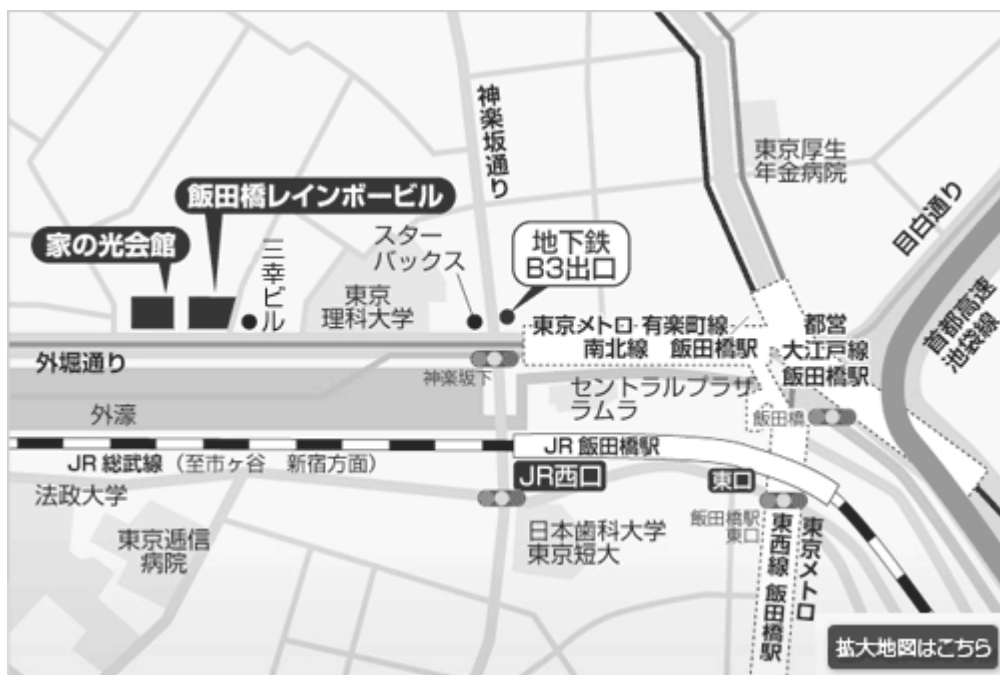 神楽坂通り
東京厚生
年金病院
目白通り
飯田橋レインボービル
家の光会館
三幸ビル
スター
バックス
地下鉄
B3出口
東京
理科大学
首都高速
池袋線
東京メトロ 有楽町線
南北線 飯田橋駅
都営
大江戸線
飯田橋駅
外堀通り
神楽坂下
セントラルプラザ
ラムラ
外濠
飯田橋
JR 飯田橋駅
JR 総武線（至市ヶ谷 新宿方面）
JR西口
東口
法政大学
東京逓信
病院
日本歯科大学
東京短大
飯田橋駅
東口
東京メトロ
東西線 飯田橋駅
拡大地図はこちら